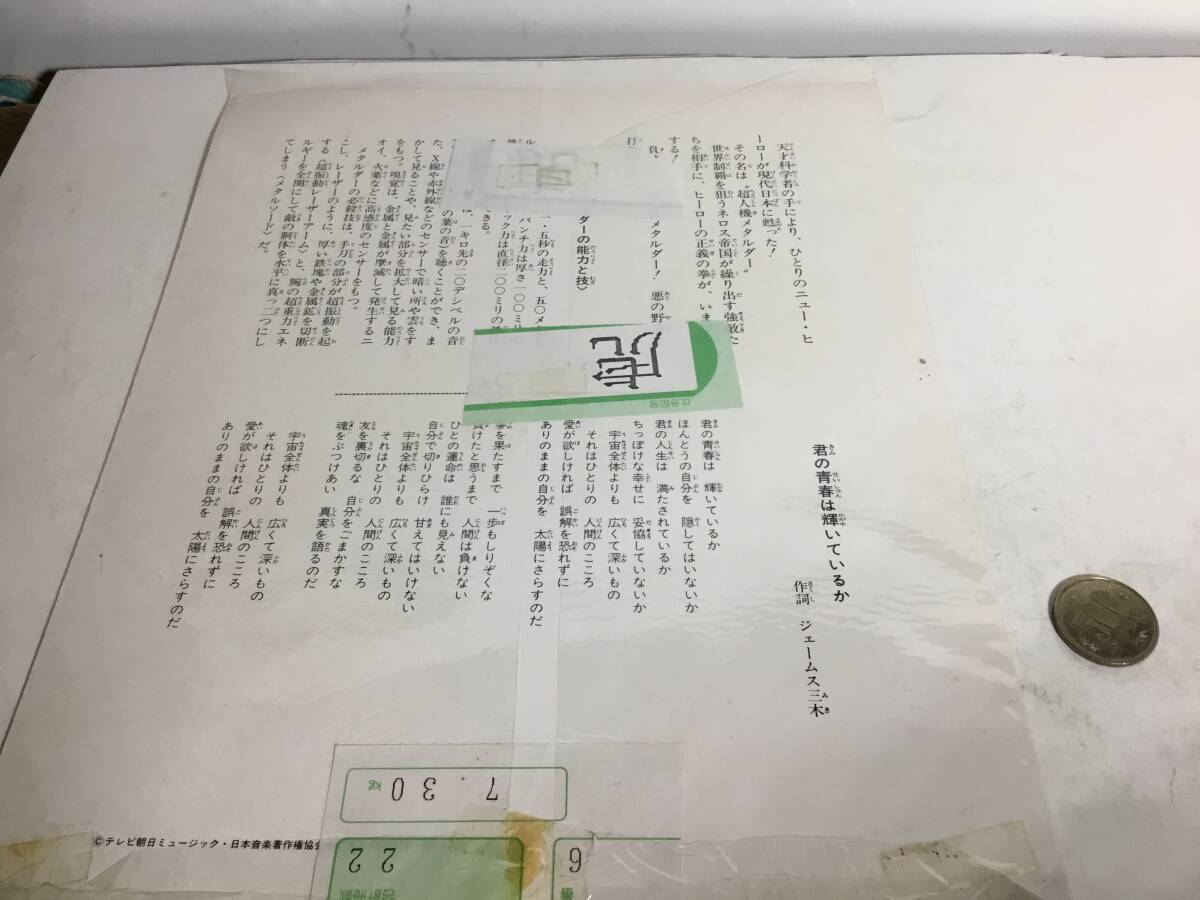 天才科学者の手により、ひとりのニュー・ヒ
ーローが現代日本に甦った！
その名は〝超人機メタルダー〟
世界制覇を狙うネロス帝国が繰り出す強敵た
ちを相手に、ヒーローの正義の拳が、いま
する！
メタルダー！　悪の野
打
ダーの能力と技〉
一・五秒の走力と、五〇メ
パンチ力は厚さ一〇〇ミリ
ック力は直径二〇〇ミリの
きる。
は、一キロ先の二〇デシベルの音
の葉の音)を聴くことができ、ま
た、X線や赤外線などのセンサーで暗い所や雲をす
かして見ることや、見たい部分を拡大して見る能力
をもつ。嗅覚は、金属と金属が摩滅して発生するニ
オイ、火薬などに高感度のセンサーをもつ。
メタルダーの必殺技は、手刀の部分が超振動を起
こし、レーザーのように、厚い鉄塊や金属鉱を切断
する〈超振動レーザーアーム〉と、腕の超重力エネ
ルギーを全開にして敵の胴体を水平に真っ二つにし
てしまう〈メタルソード〉だ。
虎
君の青春は輝いているか
作詞　ジェームス三木
君の青春は　輝いているか
ほんとうの自分を　隠してはいないか
君の人生は　満たされているか
ちっぽけな幸せに　妥協していないか
宇宙全体よりも　広くて深いもの
それはひとりの　人間のこころ
愛が欲しければ　誤解を恐れずに
ありのままの自分を　太陽にさらすのだ
を果たすまで　一歩もしりぞくな
負けたと思うまで　人間は負けない
ひとの運命は　誰にも見えない
自分で切りひらけ　甘えてはいけない
宇宙全体よりも　広くて深いもの
それはひとりの　人間のこころ
友を裏切るな　自分をごまかすな
魂をぶつけあい　真実を語るのだ
宇宙全体よりも　広くて深いもの
それはひとりの　人間のこころ
愛が欲しければ　誤解を恐れずに
ありのままの自分を　太陽にさらすのだ
7.30 kg
22
合計冊数
6
©テレビ朝日ミュージック・日本音楽著作権協会
500